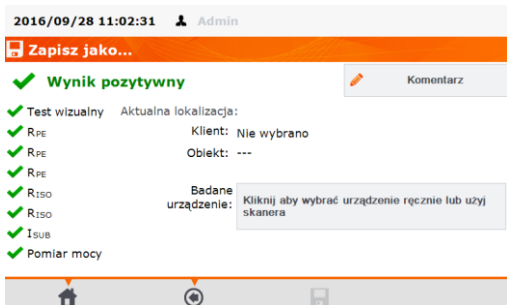 2016/09/28 11:02:31 Admin
Zapisz jako...
Wynik pozytywny
Komentarz
Test wizualny
RPE
RPE
RPE
RISO
RISO
ISUB
Pomiar mocy
Aktualna lokalizacja:
Klient: Nie wybrano
Obiekt: ---
Badane urządzenie:
Kliknij aby wybrać urządzenie ręcznie lub użyj
skanera